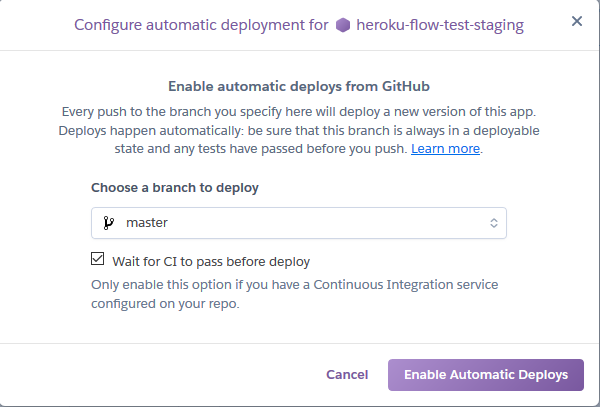 Configure automatic deployment for heroku-flow-test-staging
Enable automatic deploys from GitHub
Every push to the branch you specify here will deploy a new version of this app.
Deploys happen automatically: be sure that this branch is always in a deployable
state and any tests have passed before you push. Learn more.
Choose a branch to deploy
master
Wait for CI to pass before deploy
Only enable this option if you have a Continuous Integration service
configured on your repo.
Cancel Enable Automatic Deploys